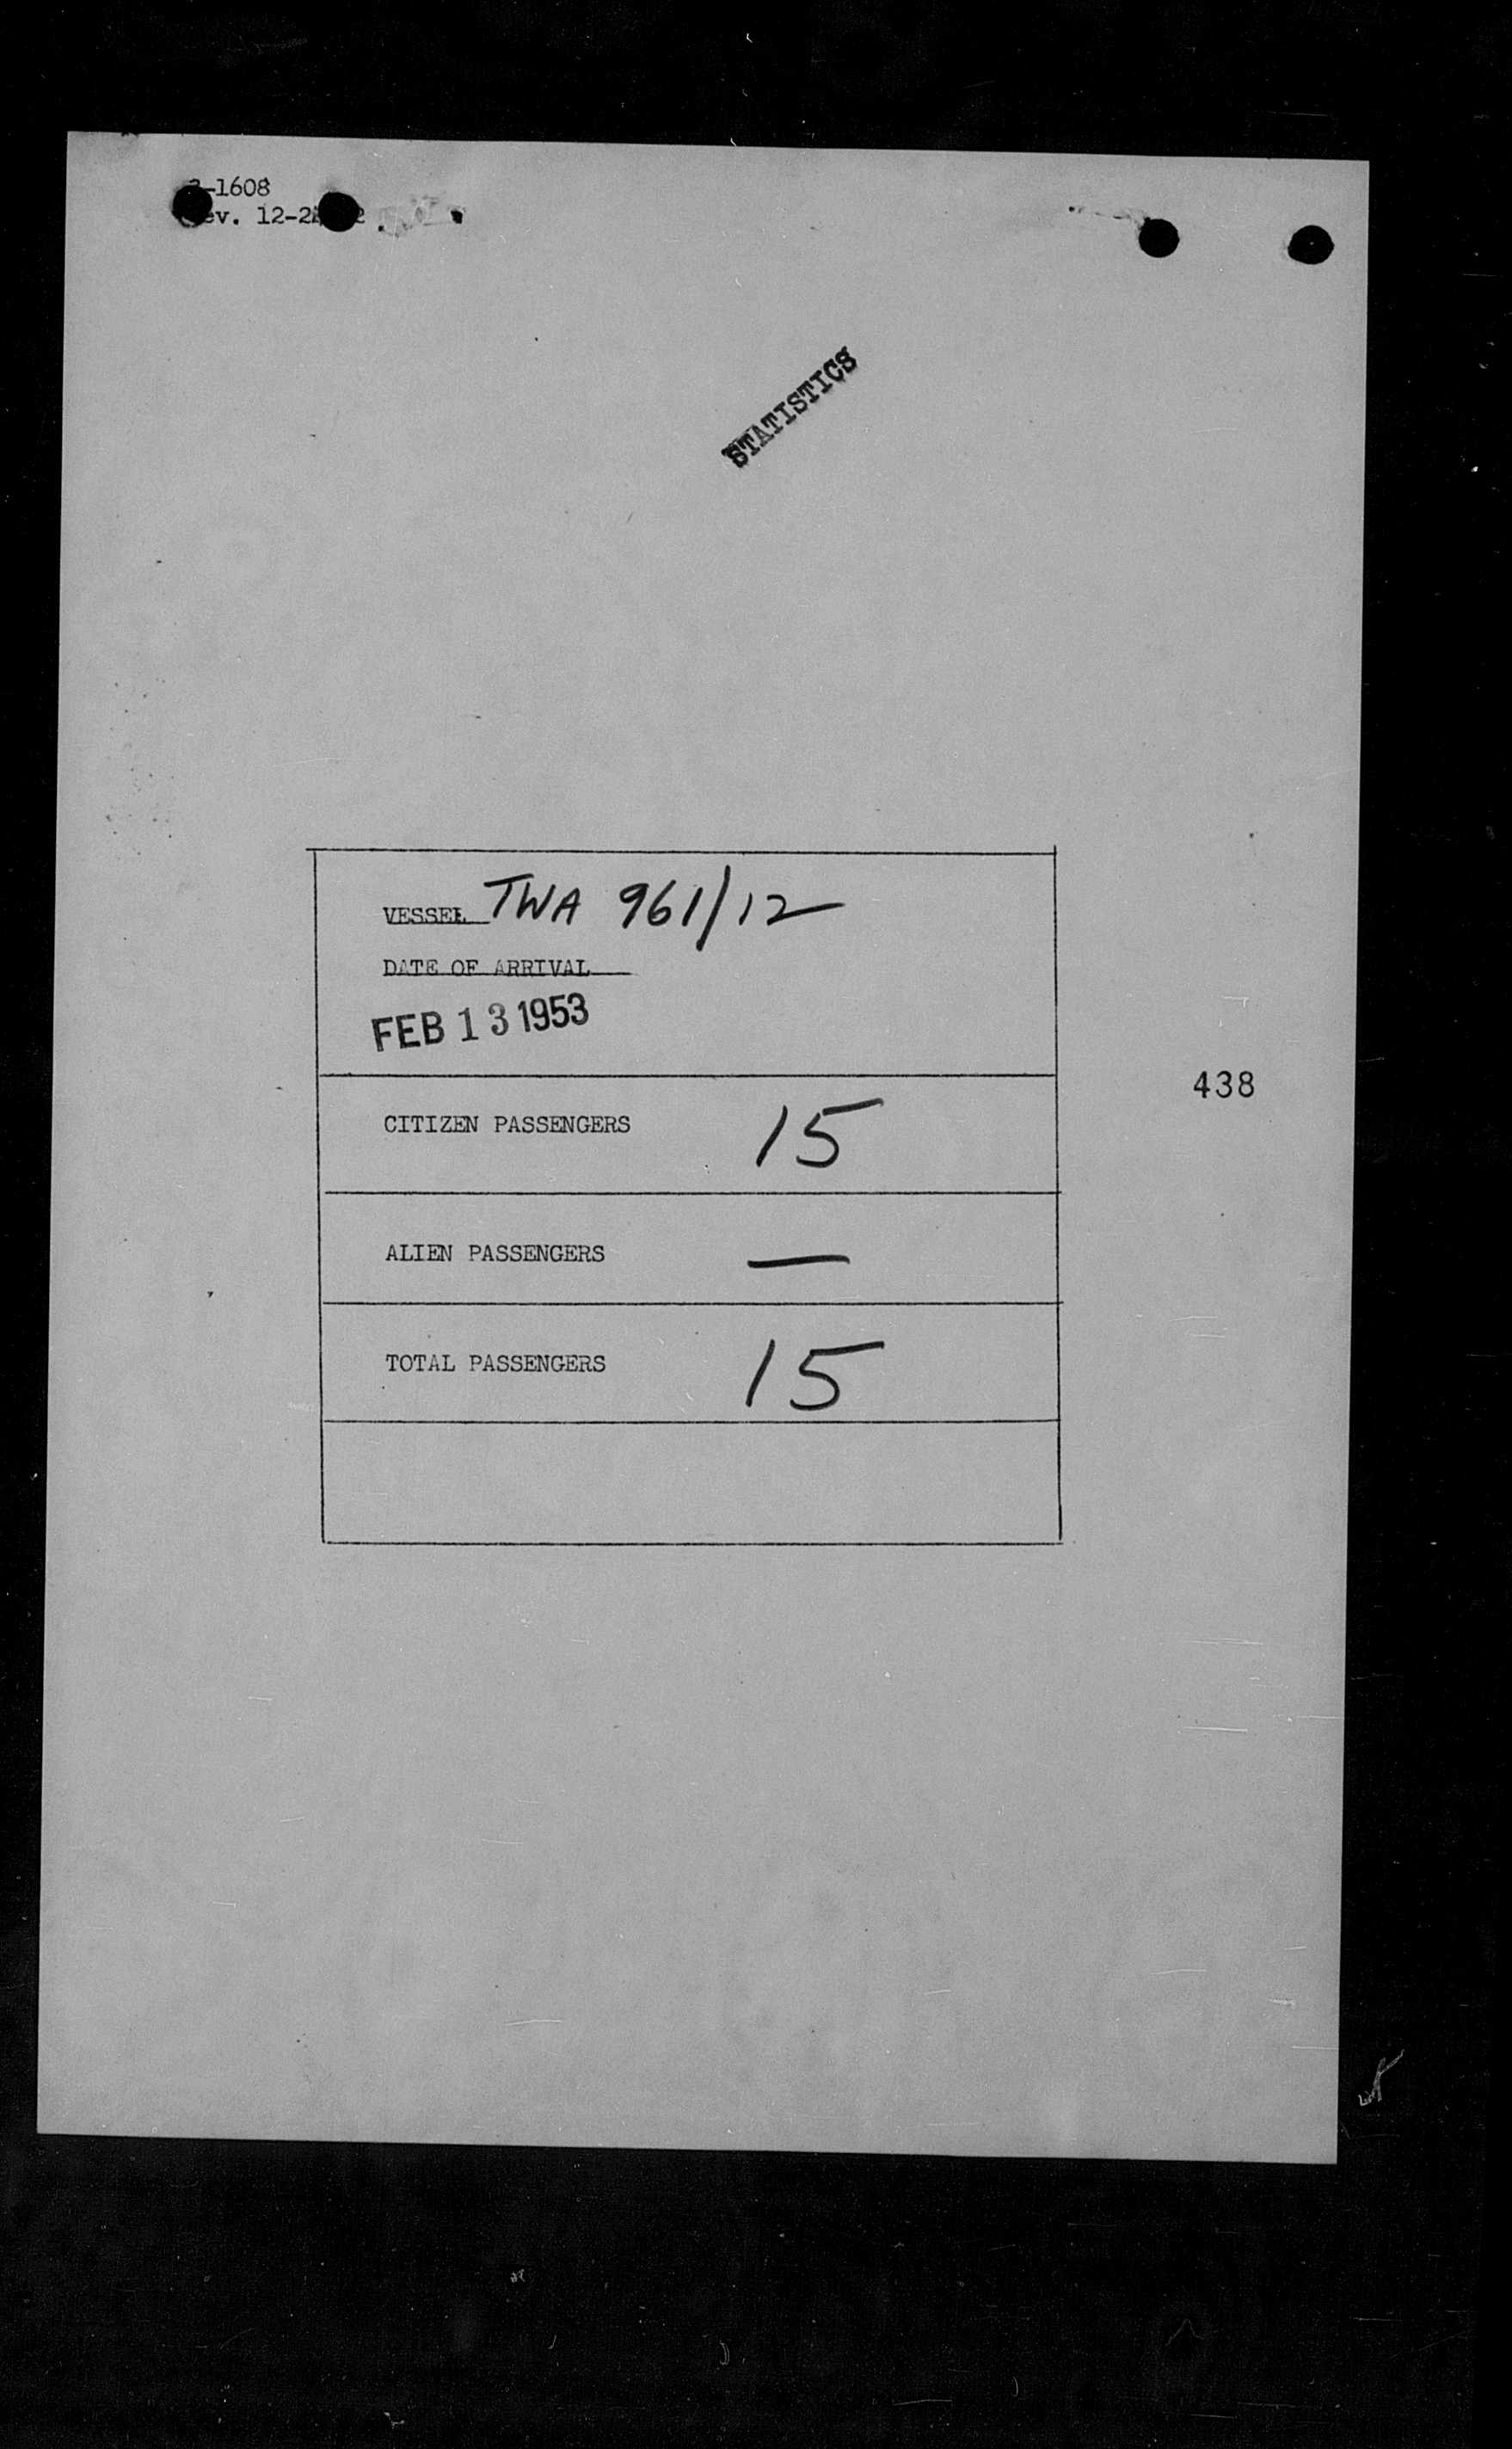 -1608
ev. 12-2
STATISTICS
VESSEL TWA 961/12
DATE OF ARRIVAL
FEB 13 1953
438
CITIZEN PASSENGERS 15
ALIEN PASSENGERS —
TOTAL PASSENGERS 15